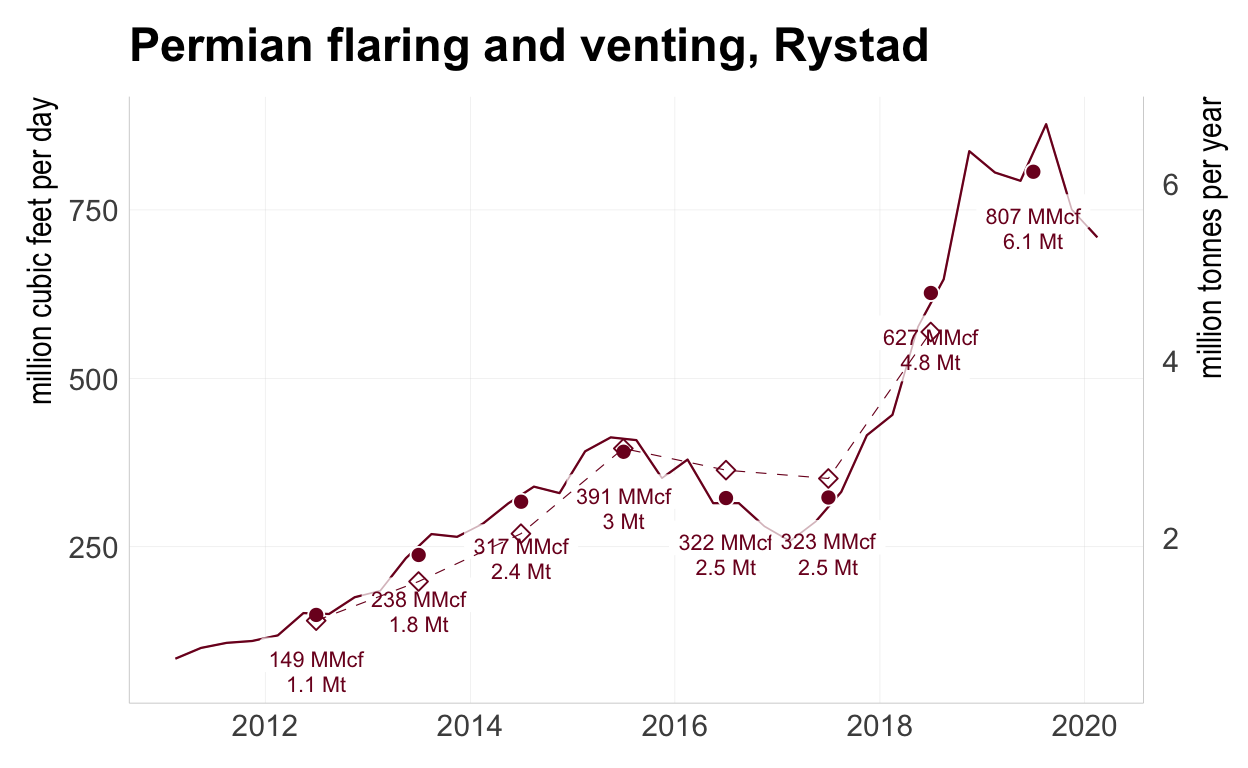 Permian flaring and venting, Rystad
million cubic feet per day
million tonnes per year
750
500
250
6
4
2
807 MMcf
6.1 Mt
627 MMcf
4.8 Mt
391 MMcf
3 Mt
317 MMcf
2.4 Mt
322 MMcf
2.5 Mt
323 MMcf
2.5 Mt
238 MMcf
1.8 Mt
149 MMcf
1.1 Mt
2012
2014
2016
2018
2020